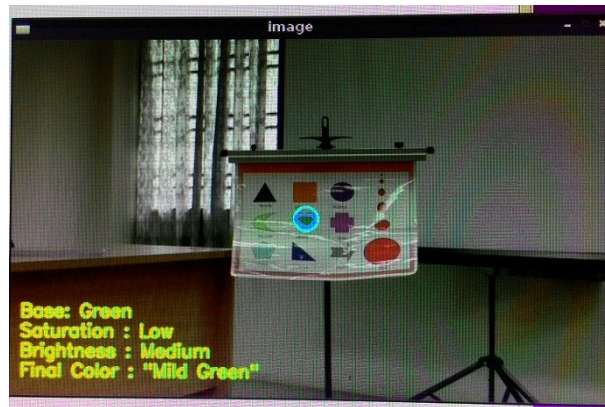 image
Base: Green
Saturation : Low
Brightness : Medium
Final Color : "Mild Green"